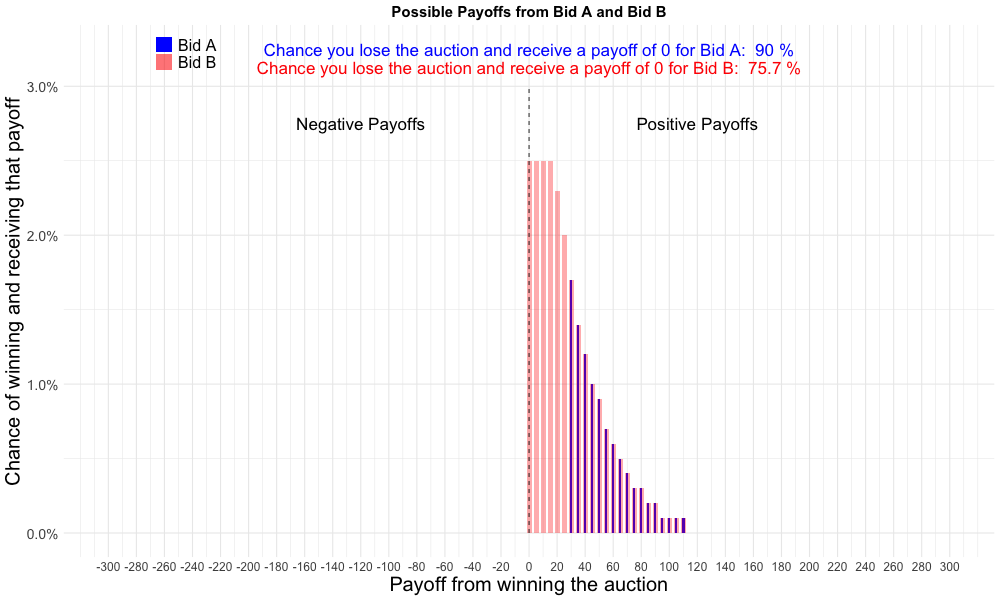 Possible Payoffs from Bid A and Bid B
Bid A
Bid B
Chance you lose the auction and receive a payoff of 0 for Bid A:  90 %
Chance you lose the auction and receive a payoff of 0 for Bid B:  75.7 %
Negative Payoffs
Positive Payoffs
Chance of winning and receiving that payoff
3.0%
2.0%
1.0%
0.0%
-300 -280 -260 -240 -220 -200 -180 -160 -140 -120 -100 -80 -60 -40 -20 0 20 40 60 80 100 120 140 160 180 200 220 240 260 280 300
Payoff from winning the auction